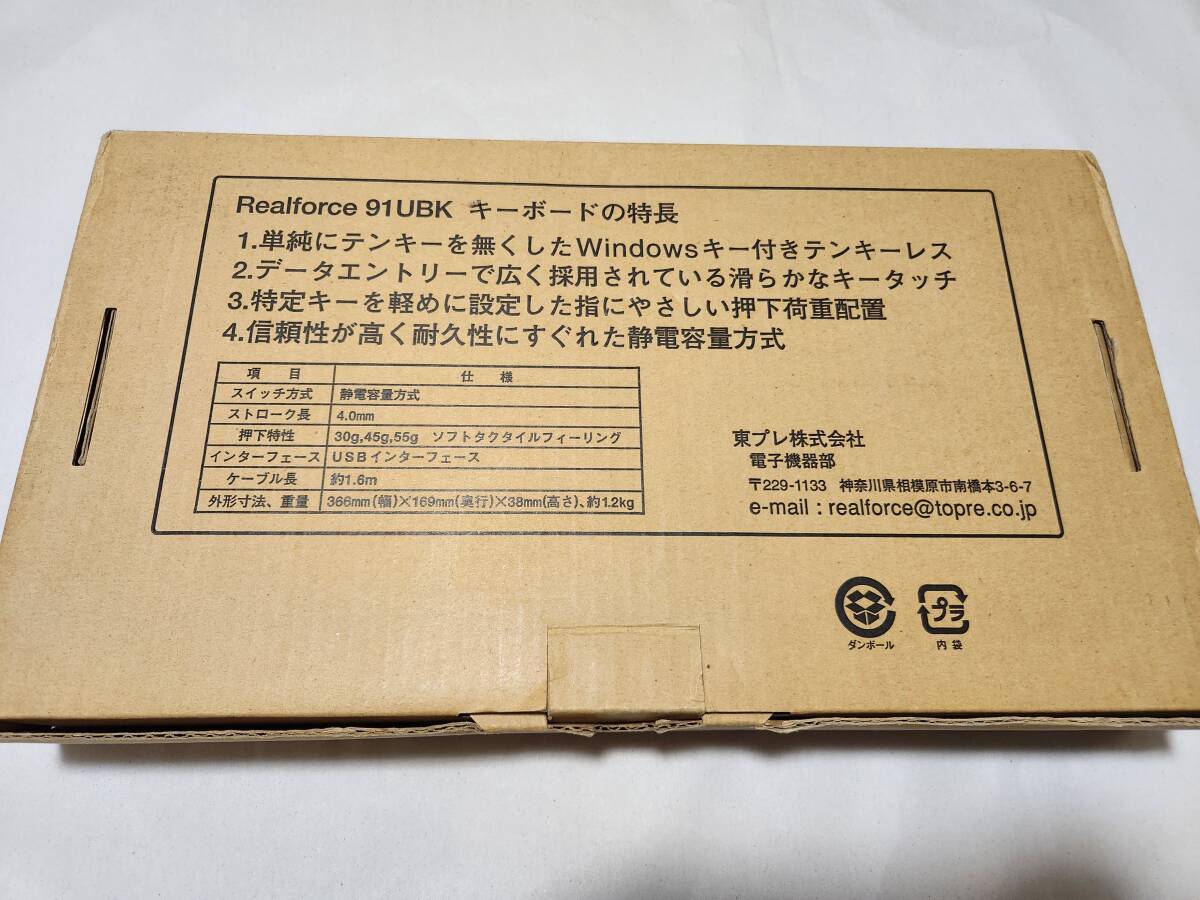 Realforce 91UBK キーボードの特長
1.単純にテンキーを無くしたWindowsキー付きテンキーレス
2.データエントリーで広く採用されている滑らかなキータッチ
3.特定キーを軽めに設定した指にやさしい押下荷重配置
4.信頼性が高く耐久性にすぐれた静電容量方式
項 目 仕 様
スイッチ方式 静電容量方式
ストローク長 4.0mm
押下特性 30g,45g,55g ソフトタクタイルフィーリング
インターフェース USBインターフェース
ケーブル長 約1.6m
外形寸法、重量 366mm(幅)×169mm(奥行)×38mm(高さ)、約1.2kg
東プレ株式会社
電子機器部
〒229-1133 神奈川県相模原市南橋本3-6-7
e-mail : realforce@topre.co.jp
プラ
ダンボール 内 袋